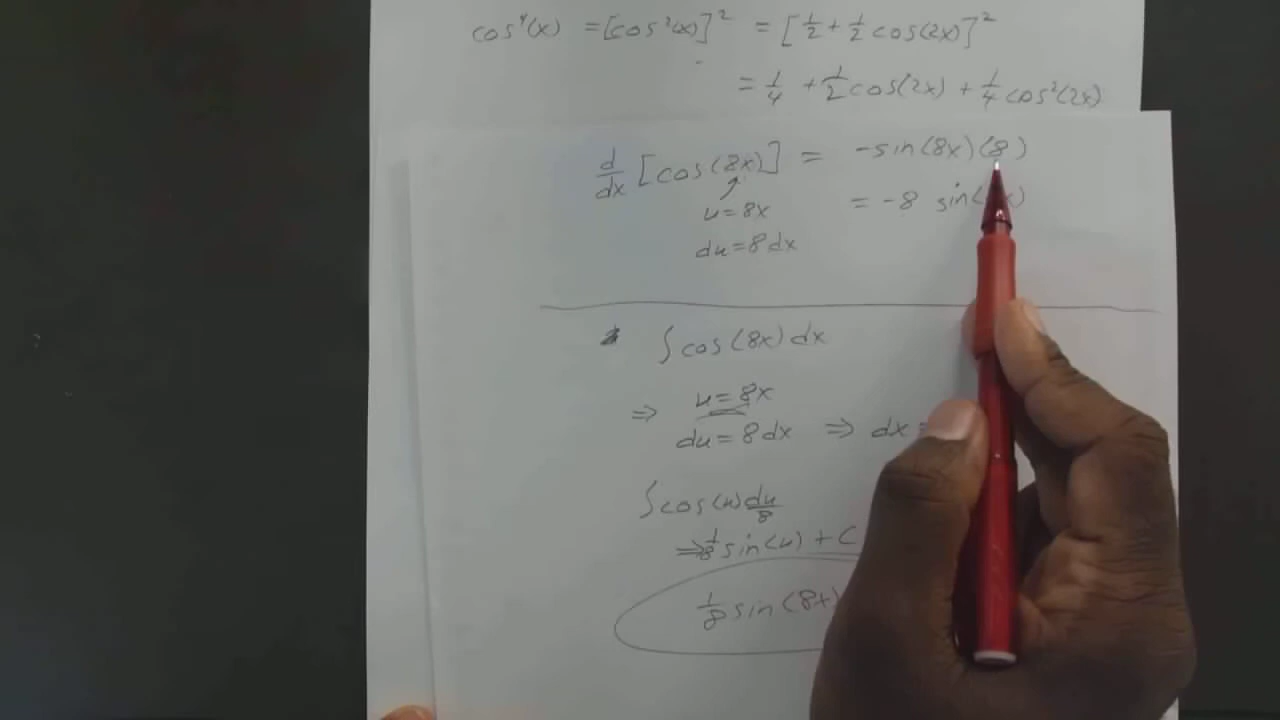 cos⁴(x) = [cos²(x)]² = [1/2 + 1/2 cos(2x)]²
= 1/4 + 1/2 cos(2x) + 1/4 cos²(2x)
d/dx [cos(8x)] = -sin(8x)(8)
u = 8x = -8 sin(
du = 8dx
∫cos(8x)dx
⇒ u = 8x
du = 8dx ⇒ dx =
∫cos(u)du/8
⇒ 1/8 sin(u) + C
1/8 sin(8x)